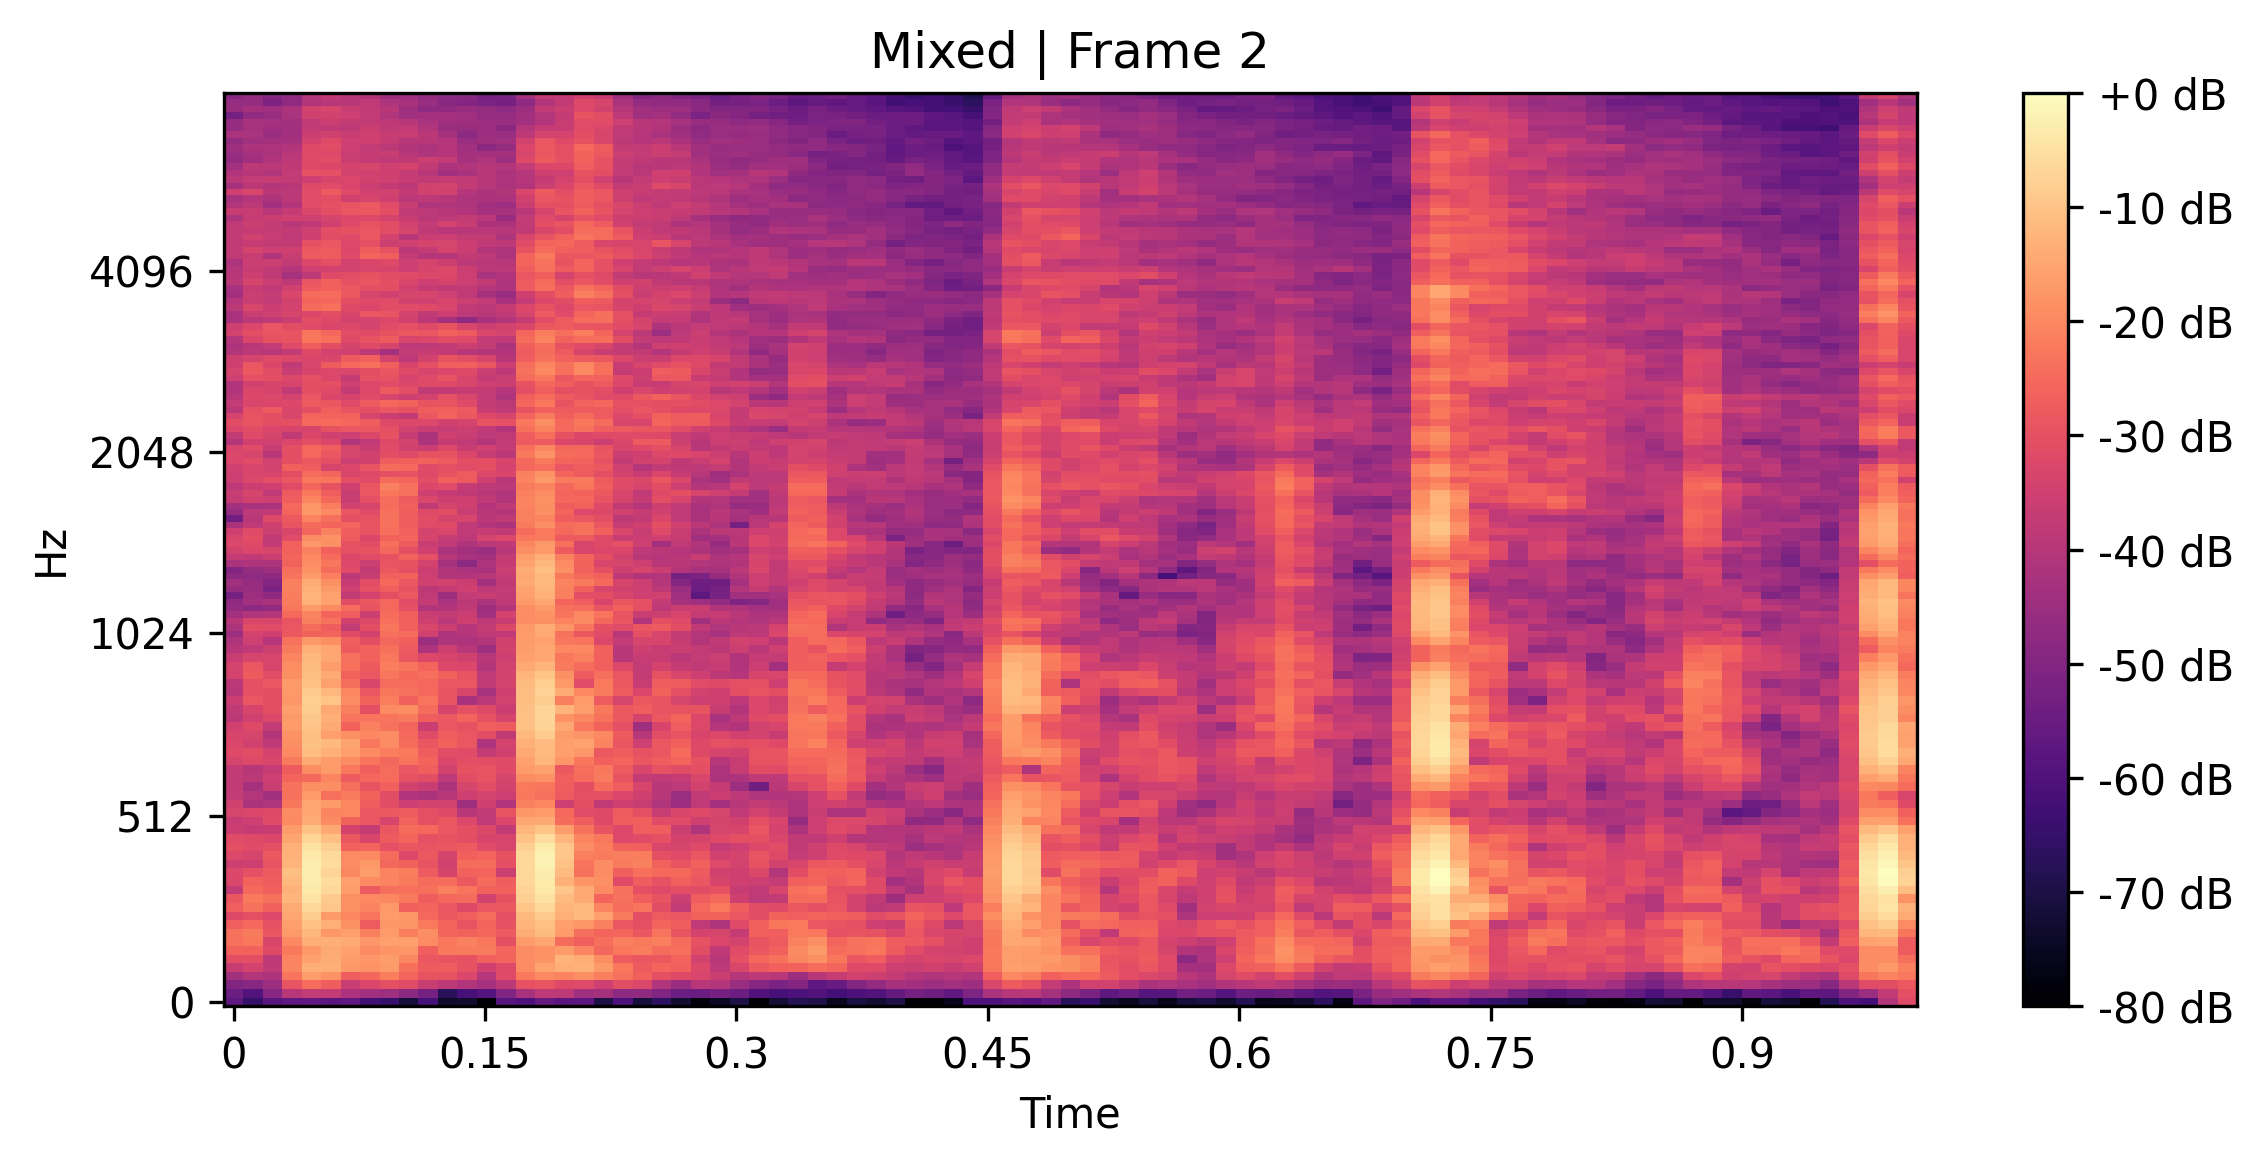 Mixed | Frame 2
Hz
4096
2048
1024
512
0
0 0.15 0.3 0.45 0.6 0.75 0.9
Time
+0 dB
-10 dB
-20 dB
-30 dB
-40 dB
-50 dB
-60 dB
-70 dB
-80 dB